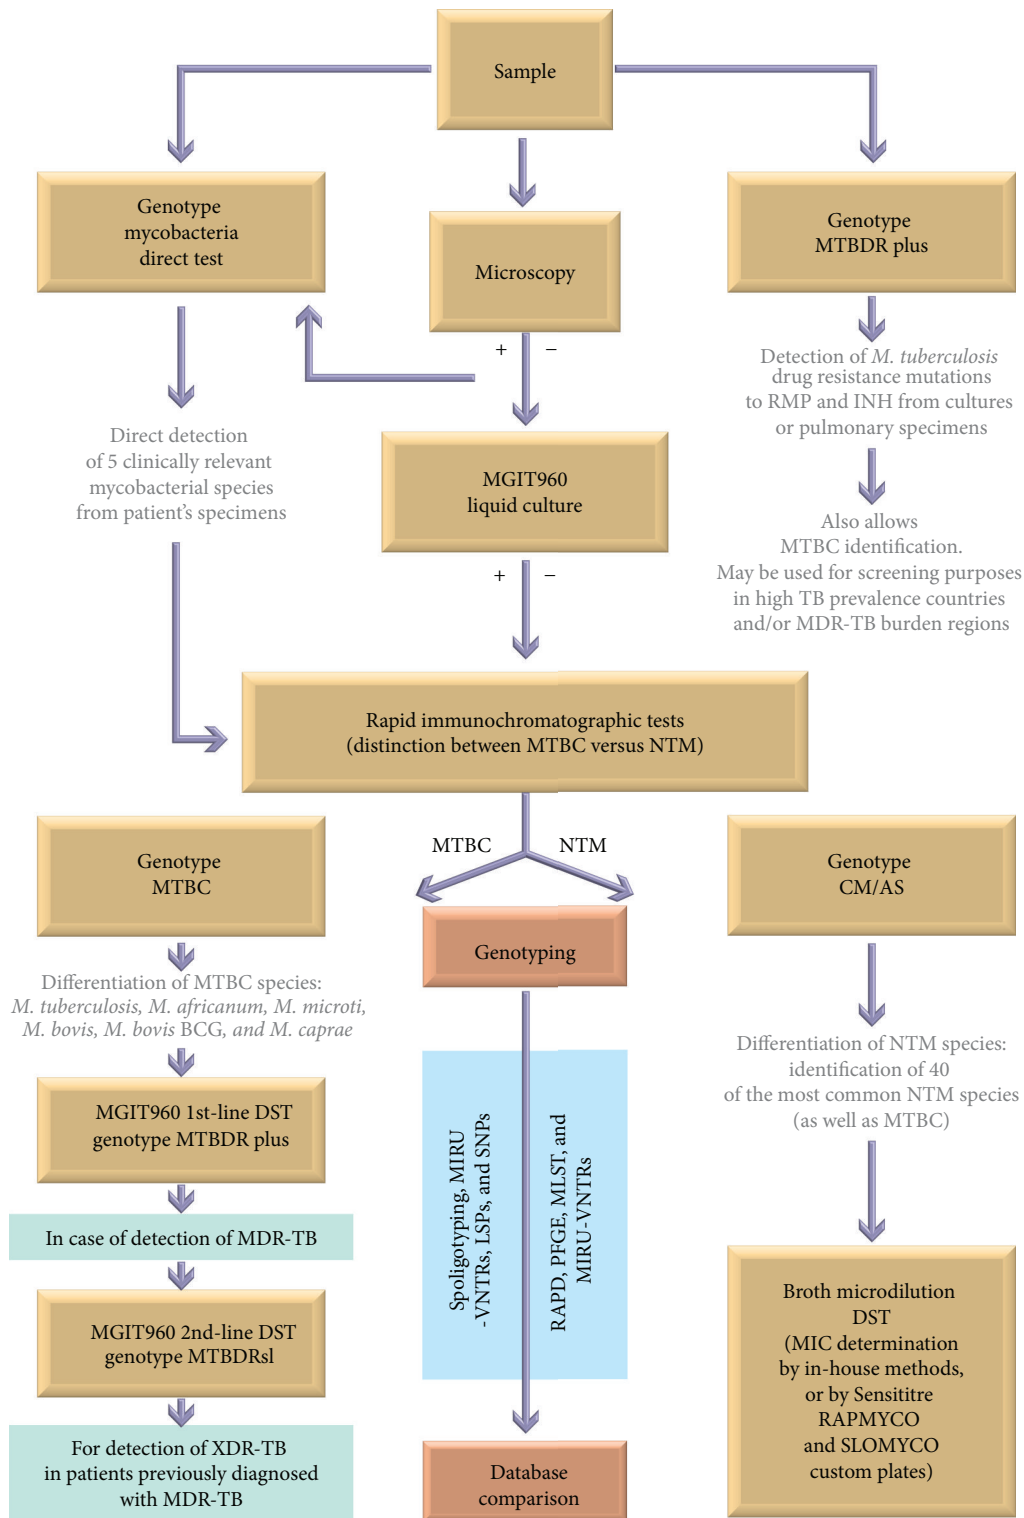 Sample
Genotype
mycobacteria
direct test
Microscopy
Genotype
MTBDR plus
+ −
Detection of M. tuberculosis
drug resistance mutations
to RMP and INH from cultures
or pulmonary specimens
Direct detection
of 5 clinically relevant
mycobacterial species
from patient's specimens
MGIT960
liquid culture
Also allows
MTBC identification.
May be used for screening purposes
in high TB prevalence countries
and/or MDR-TB burden regions
+ −
Rapid immunochromatographic tests
(distinction between MTBC versus NTM)
MTBC NTM
Genotype
MTBC
Genotype
CM/AS
Genotyping
Differentiation of MTBC species:
M. tuberculosis, M. africanum, M. microti,
M. bovis, M. bovis BCG, and M. caprae
Differentiation of NTM species:
identification of 40
of the most common NTM species
(as well as MTBC)
MGIT960 1st-line DST
genotype MTBDR plus
Spoligotyping, MIRU
-VNTRs, LSPs, and SNPs
RAPD, PFGE, MLST, and
MIRU-VNTRs
In case of detection of MDR-TB
MGIT960 2nd-line DST
genotype MTBDRsl
Broth microdilution
DST
(MIC determination
by in-house methods,
or by Sensititre
RAPMYCO
and SLOMYCO
custom plates)
For detection of XDR-TB
in patients previously diagnosed
with MDR-TB
Database
comparison